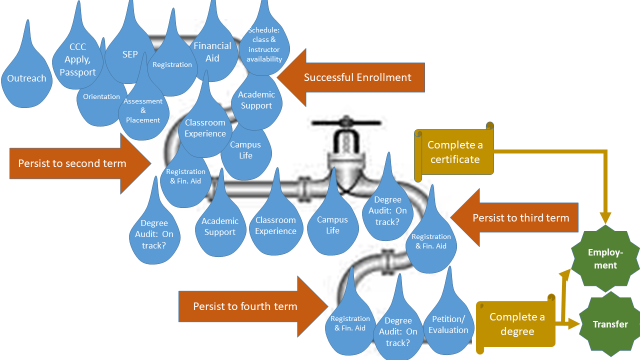 Outreach
CCC
Apply,
Passport
SEP
Orientation
Assessment
&
Placement
Registration
Financial
Aid
Schedule:
class &
instructor
availability
Successful Enrollment
Academic
Support
Classroom
Experience
Campus
Life
Persist to second term
Registration
& Fin. Aid
Degree
Audit: On
track?
Academic
Support
Classroom
Experience
Campus
Life
Degree
Audit: On
track?
Registration
& Fin. Aid
Persist to third term
Complete a
certificate
Employ-
ment
Persist to fourth term
Registration
& Fin. Aid
Degree
Audit: On
track?
Petition/
Evaluation
Complete a
degree
Transfer